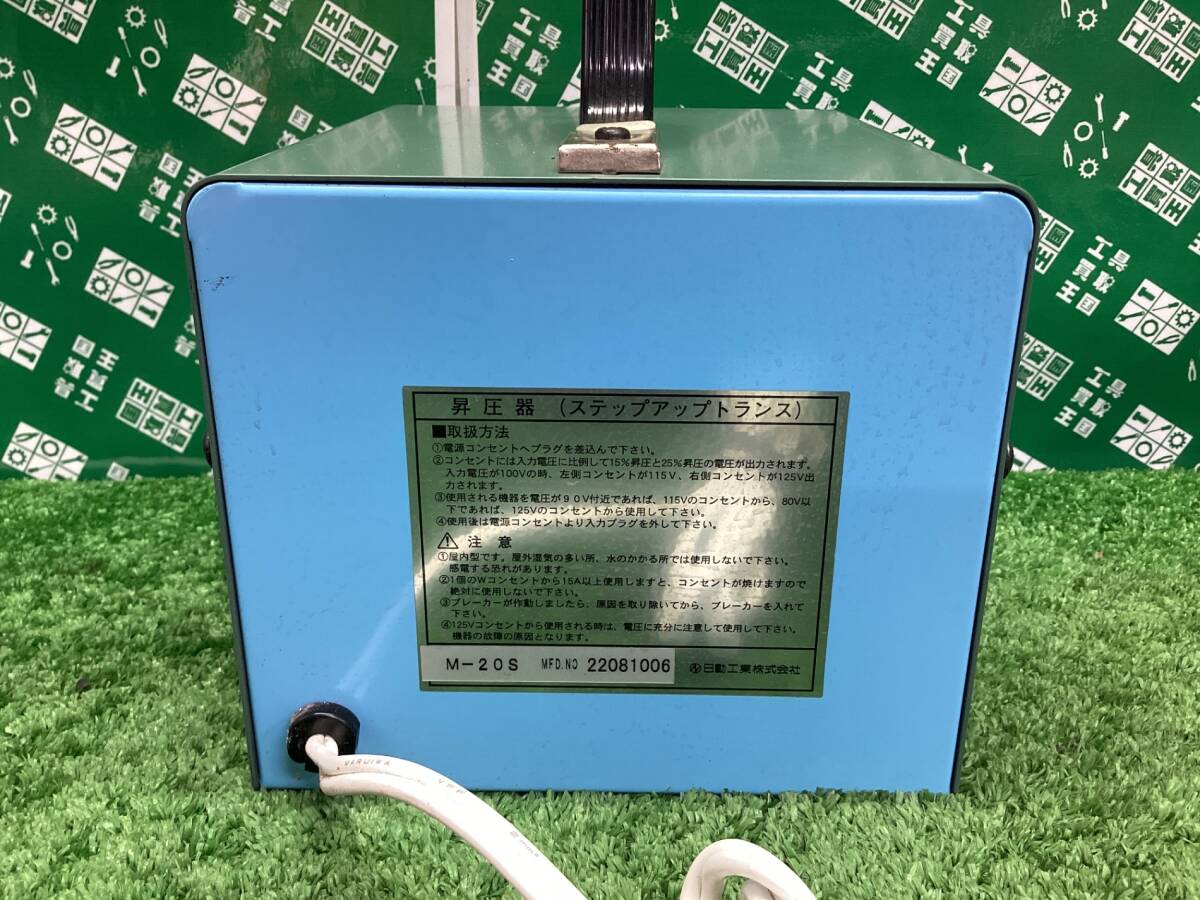 昇圧器 (ステップアップトランス)
■取扱方法
①電源コンセントへプラグを差込んで下さい。
②コンセントには入力電圧に比例して15%昇圧と25%昇圧の電圧が出力されます。
入力電圧が100Vの時、左側コンセントが115V、右側コンセントが125V出
力されます。
③使用される機器を電圧が90V付近であれば、115Vのコンセントから、80V以
下であれば、125Vのコンセントから使用して下さい。
④使用後は電源コンセントより入力プラグを外して下さい。
⚠ 注意
①屋内型です。屋外湿気の多い所、水のかかる所では使用しないで下さい。
感電する恐れがあります。
②1個のWコンセントから15A以上使用しますと、コンセントが焼けますので
絶対に使用しないで下さい。
③ブレーカーが作動しましたら、原因を取り除いてから、ブレーカーを入れて
下さい。
④125Vコンセントから使用される時は、電圧に充分に注意して使用して下さい。
機器の故障の原因となります。
M-20S MFD.NO 22081006 日動工業株式会社
工具
買取
王国